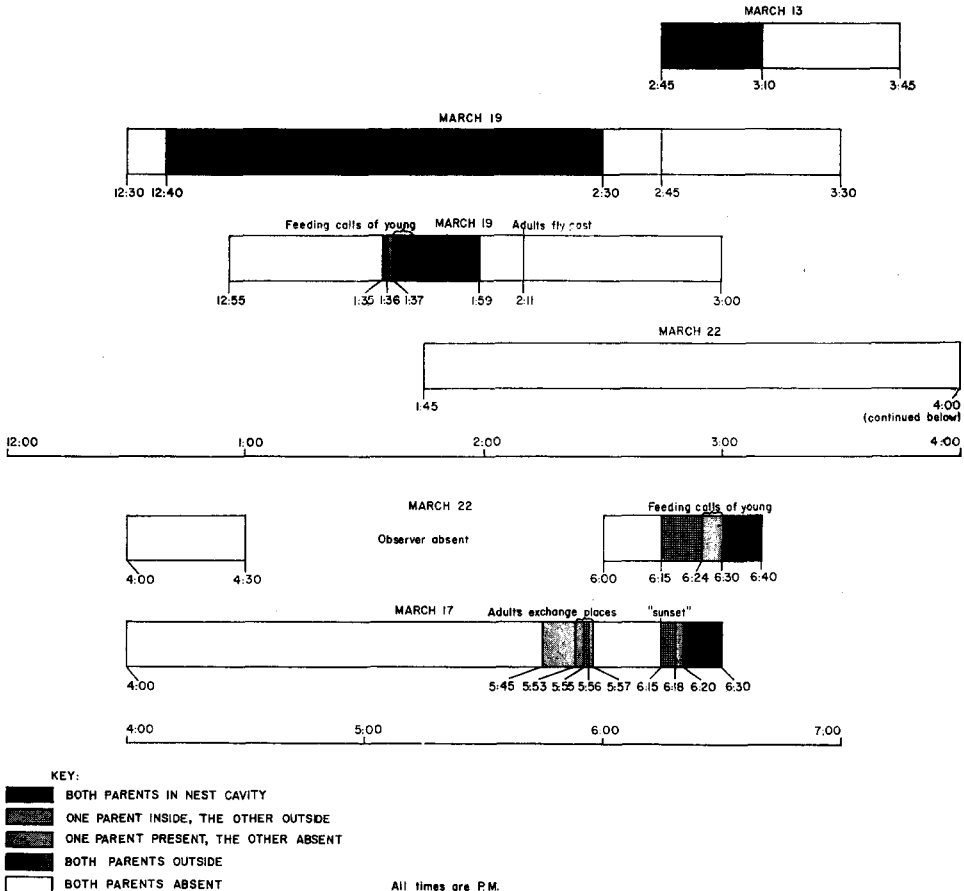 MARCH 13
2:45 3:10 3:45
MARCH 19
12:30 12:40 2:30 2:45 3:30
Feeding calls of young MARCH 19 Adults fly past
12:55 1:35 1:36 1:37 1:59 2:11 3:00
MARCH 22
1:45 4:00
(continued below)
12:00 1:00 2:00 3:00 4:00
MARCH 22 Feeding calls of young
Observer absent
4:00 4:30 6:00 6:15 6:24 6:30 6:40
MARCH 17 Adults exchange places "sunset"
4:00 5:45 5:53 5:55 5:56 5:57 6:15 6:18 6:20 6:30
4:00 5:00 6:00 7:00
KEY:
BOTH PARENTS IN NEST CAVITY
ONE PARENT INSIDE, THE OTHER OUTSIDE
ONE PARENT PRESENT, THE OTHER ABSENT
BOTH PARENTS OUTSIDE
BOTH PARENTS ABSENT All times are P.M.